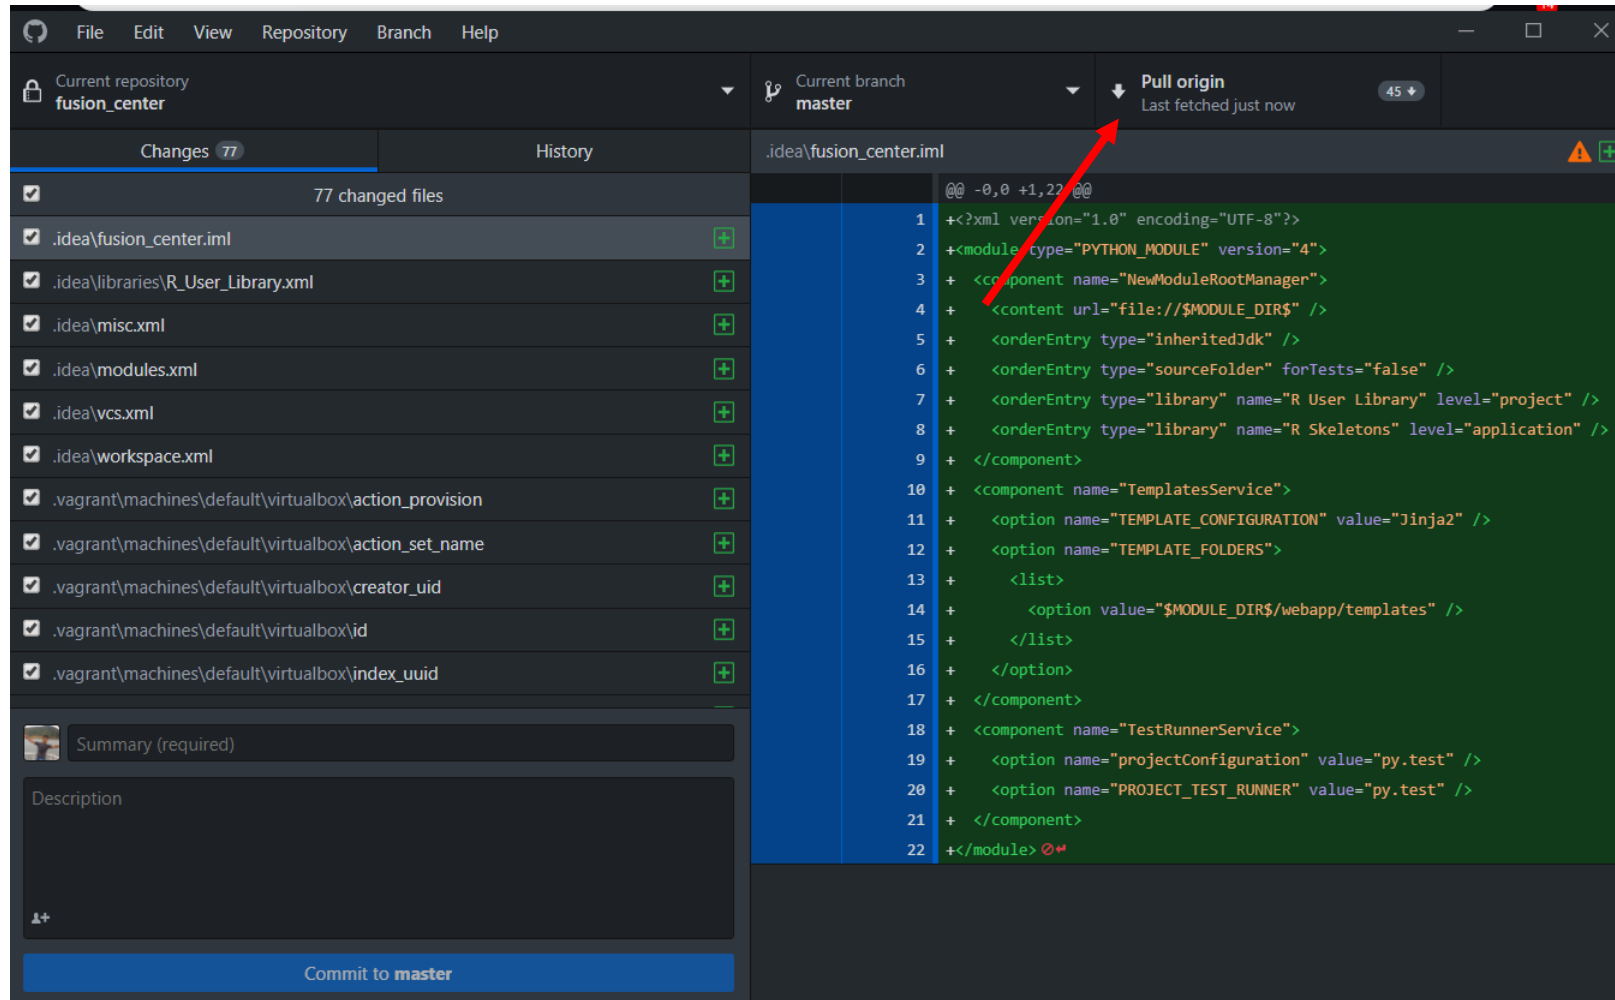 File Edit View Repository Branch Help
Current repository
fusion_center
Current branch
master
Pull origin
Last fetched just now
45
Changes 77
History
77 changed files
.idea\fusion_center.iml
.idea\libraries\R_User_Library.xml
.idea\misc.xml
.idea\modules.xml
.idea\vcs.xml
.idea\workspace.xml
.vagrant\machines\default\virtualbox\action_provision
.vagrant\machines\default\virtualbox\action_set_name
.vagrant\machines\default\virtualbox\creator_uid
.vagrant\machines\default\virtualbox\id
.vagrant\machines\default\virtualbox\index_uuid
Summary (required)
Description
Commit to master
.idea\fusion_center.iml
@@ -0,0 +1,22 @@
1 +<?xml version="1.0" encoding="UTF-8"?>
2 +<module type="PYTHON_MODULE" version="4">
3 + <component name="NewModuleRootManager">
4 + <content url="file://$MODULE_DIR$" />
5 + <orderEntry type="inheritedJdk" />
6 + <orderEntry type="sourceFolder" forTests="false" />
7 + <orderEntry type="library" name="R User Library" level="project" />
8 + <orderEntry type="library" name="R Skeletons" level="application" />
9 + </component>
10 + <component name="TemplatesService">
11 + <option name="TEMPLATE_CONFIGURATION" value="Jinja2" />
12 + <option name="TEMPLATE_FOLDERS">
13 + <list>
14 + <option value="$MODULE_DIR$/webapp/templates" />
15 + </list>
16 + </option>
17 + </component>
18 + <component name="TestRunnerService">
19 + <option name="projectConfiguration" value="py.test" />
20 + <option name="PROJECT_TEST_RUNNER" value="py.test" />
21 + </component>
22 +</module>